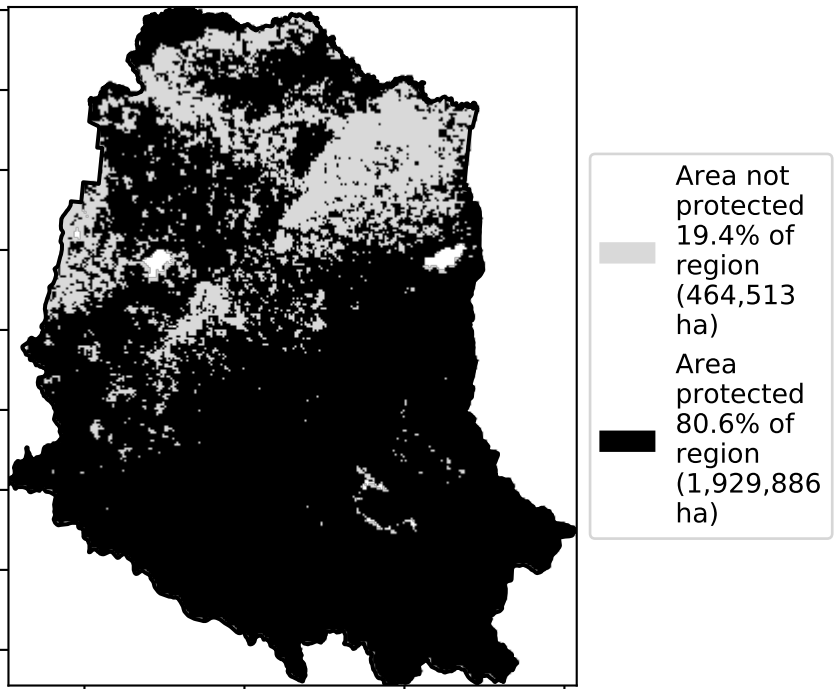 Area not
protected
19.4% of
region
(464,513
ha)
Area
protected
80.6% of
region
(1,929,886
ha)